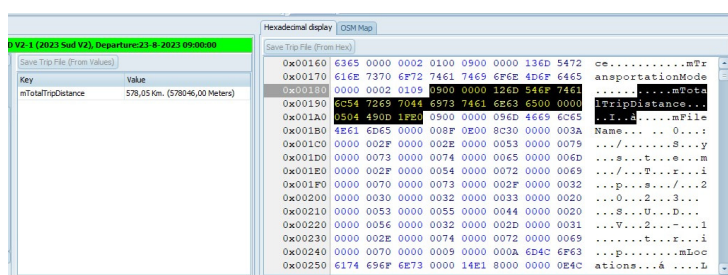 Hexadecimal display OSM Map
D V2-1 (2023 Sud V2), Departure:23-8-2023 09:00:00
Save Trip File (From Values)
Save Trip File (From Hex)
Key Value
mTotalTripDistance 578,05 Km. (578046,00 Meters)
0x00160 6365 0000 0002 0100 0900 0000 136D 5472 ce..........mTr
0x00170 616E 7370 6F72 7461 7469 6F6E 4D6F 6465 ansportationMode
0x00180 0000 0002 0109 0900 0000 126D 546F 7461 ...... .....mTota
0x00190 6C54 7269 7044 6973 7461 6E63 6500 0000 lTripDistance...
0x001A0 0504 490D 1FE0 0900 0000 096D 4669 6C65 ..I..à.....mFile
0x001B0 4E61 6D65 0000 008F 0E00 8C30 0000 003A Name... .. 0...:
0x001C0 0000 002F 0000 002E 0000 0053 0000 0079 .../.......S...y
0x001D0 0000 0073 0000 0074 0000 0065 0000 006D ...s...t...e...m
0x001E0 0000 002F 0000 0054 0000 0072 0000 0069 .../...T...r...i
0x001F0 0000 0070 0000 0073 0000 002F 0000 0032 ...p...s.../...2
0x00200 0000 0030 0000 0032 0000 0033 0000 0020 ...0...2...3...
0x00210 0000 0053 0000 0055 0000 0044 0000 0020 ...S...U...D...
0x00220 0000 0056 0000 0032 0000 002D 0000 0031 ...V...2...-...1
0x00230 0000 002E 0000 0074 0000 0072 0000 0069 .......t...r...i
0x00240 0000 0070 0000 0009 0000 000A 6D4C 6F63 ...p........mLoc
0x00250 6174 696F 6E73 0000 14E1 8000 0000 0E4C ations...á ....L